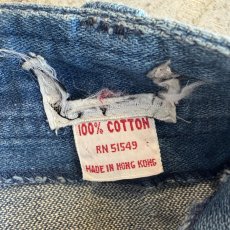 100% COTTON
RN 51549
MADE IN HONG KONG